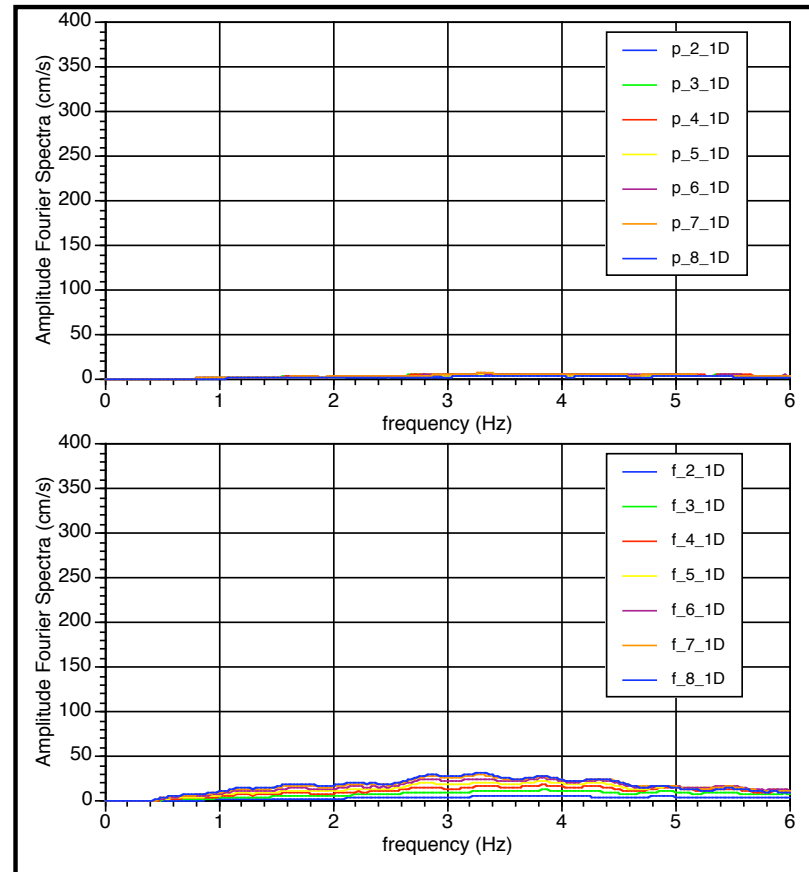 Amplitude Fourier Spectra (cm/s)
400
350
300
250
200
150
100
50
0
p_2_1D
p_3_1D
p_4_1D
p_5_1D
p_6_1D
p_7_1D
p_8_1D
0 1 2 3 4 5 6
frequency (Hz)
Amplitude Fourier Spectra (cm/s)
400
350
300
250
200
150
100
50
0
f_2_1D
f_3_1D
f_4_1D
f_5_1D
f_6_1D
f_7_1D
f_8_1D
0 1 2 3 4 5 6
frequency (Hz)